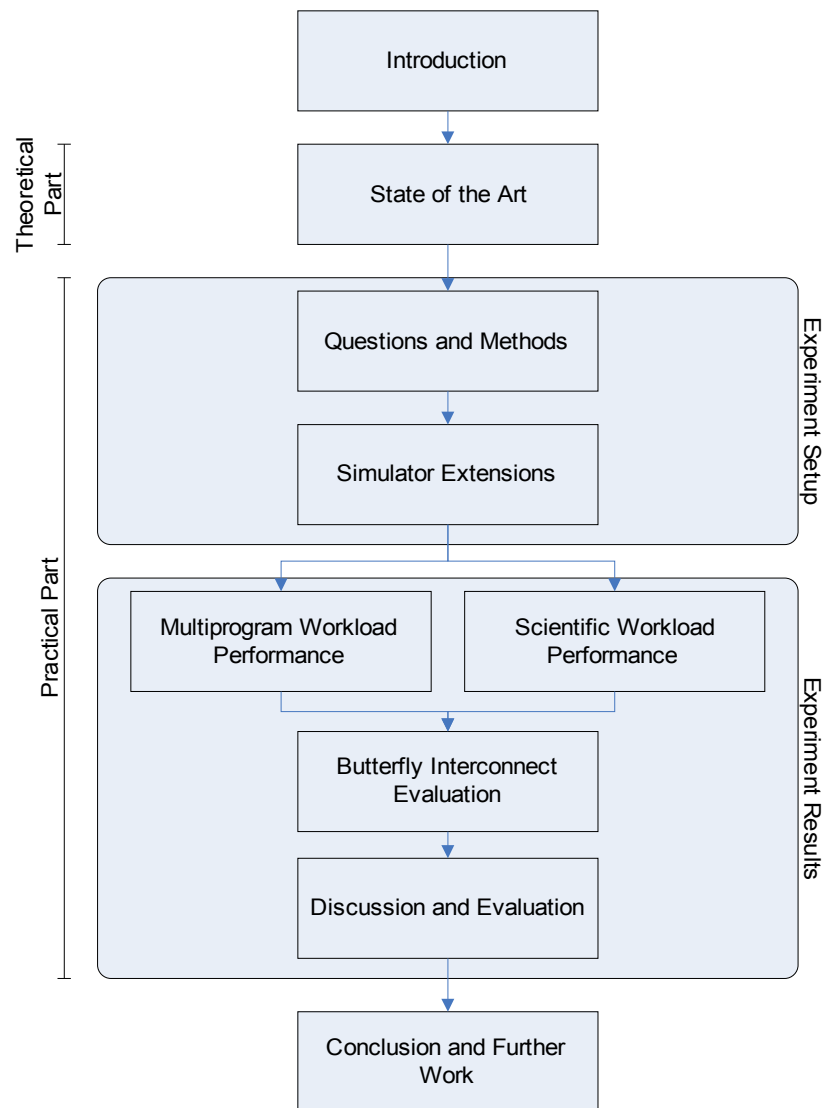 Introduction
Theoretical
Part
State of the Art
Practical Part
Experiment Setup
Questions and Methods
Simulator Extensions
Experiment Results
Multiprogram Workload
Performance
Scientific Workload
Performance
Butterfly Interconnect
Evaluation
Discussion and Evaluation
Conclusion and Further
Work